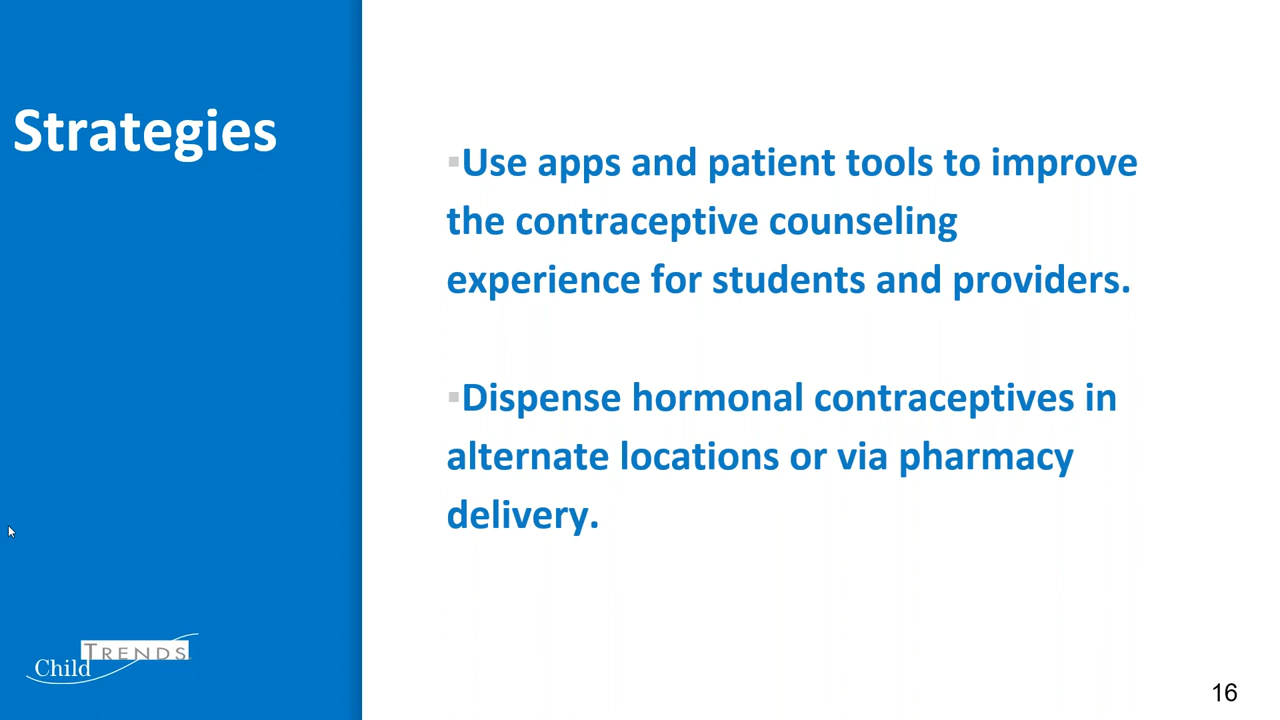 Strategies
▪Use apps and patient tools to improve
the contraceptive counseling
experience for students and providers.
▪Dispense hormonal contraceptives in
alternate locations or via pharmacy
delivery.
Child TRENDS
16